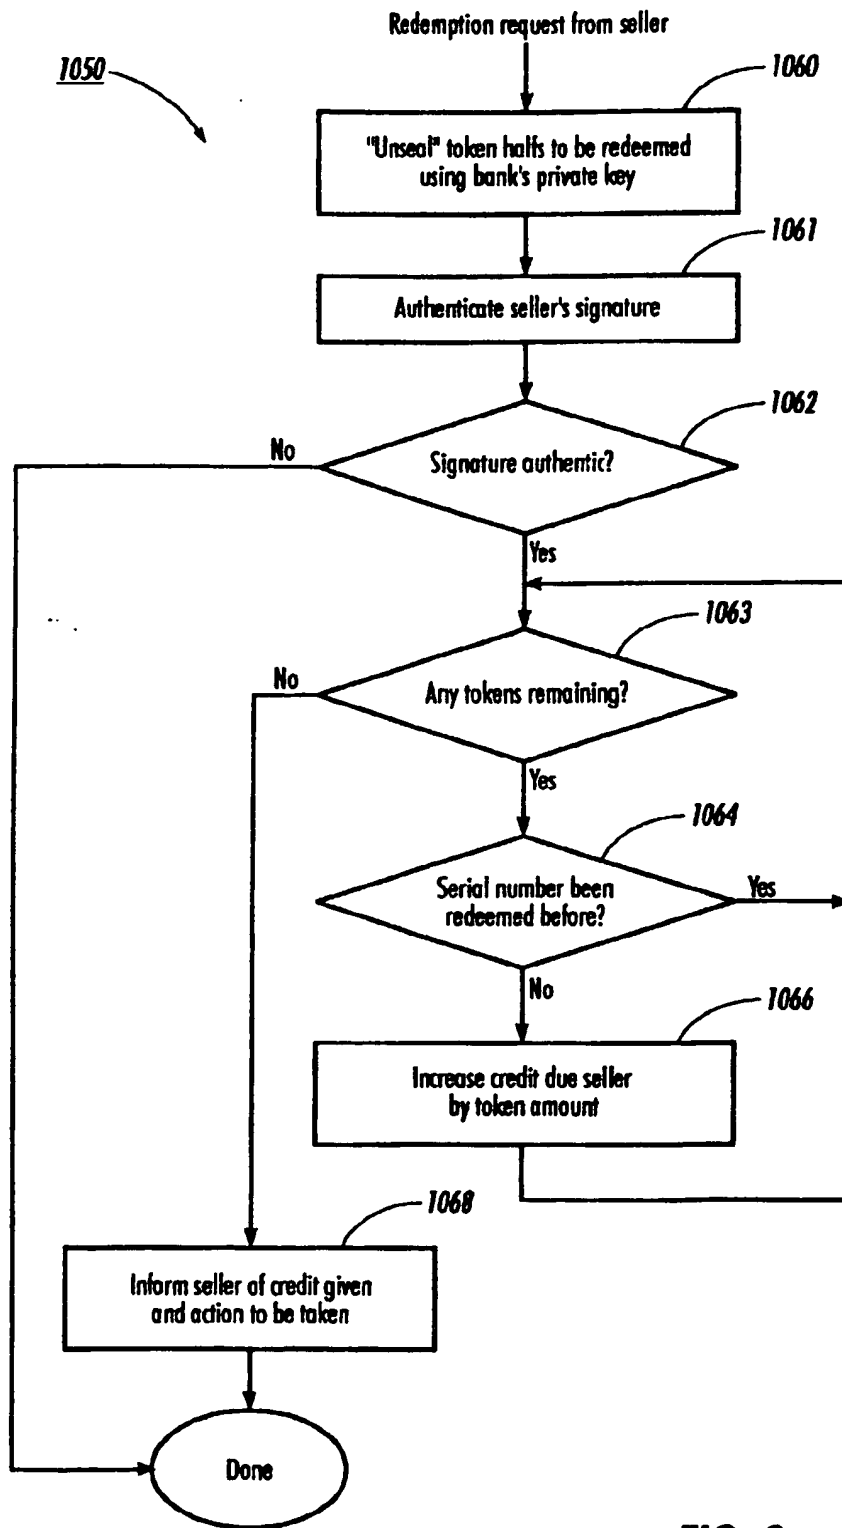 Redemption request from seller
1050
1060
"Unseal" token halfs to be redeemed
using bank's private key
1061
Authenticate seller's signature
1062
No
Signature authentic?
Yes
1063
No
Any tokens remaining?
Yes
1064
Serial number been
redeemed before?
Yes
No
1066
Increase credit due seller
by token amount
1068
Inform seller of credit given
and action to be taken
Done